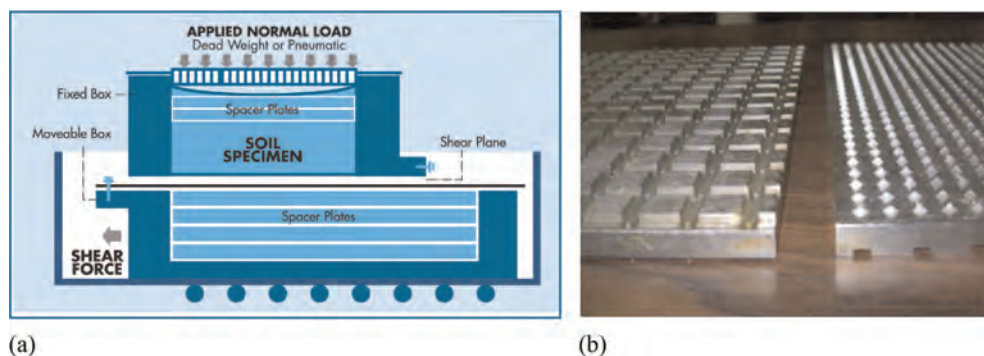 APPLIED NORMAL LOAD
Dead Weight or Pneumatic
Fixed Box
Spacer Plates
Moveable Box
SOIL
SPECIMEN
Shear Plane
Spacer Plates
SHEAR
FORCE
(a)
(b)